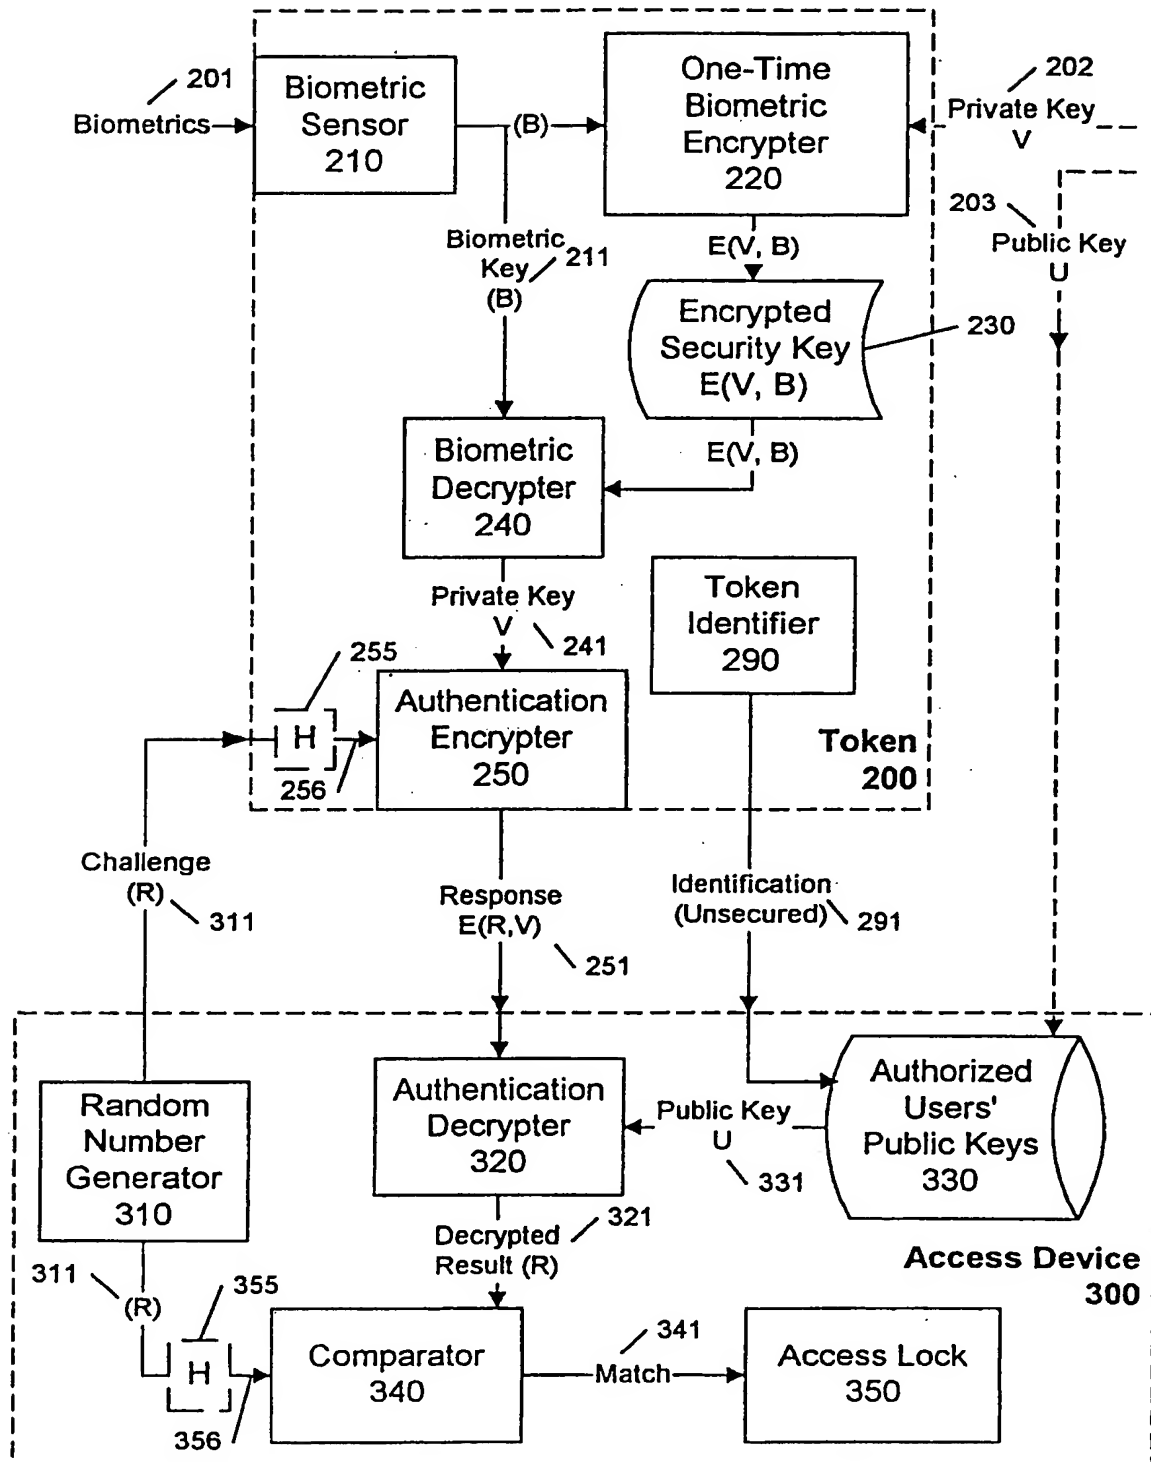 201
Biometrics
Biometric
Sensor
210
(B)
One-Time
Biometric
Encrypter
220
202
Private Key
V
203
Public Key
U
Biometric
Key
(B)
211
E(V, B)
Encrypted
Security Key
E(V, B)
230
E(V, B)
Biometric
Decrypter
240
Private Key
V
241
Token
Identifier
290
255
H
256
Authentication
Encrypter
250
Token
200
Challenge
(R)
311
Response
E(R,V)
251
Identification
(Unsecured)
291
Random
Number
Generator
310
Authentication
Decrypter
320
Public Key
U
331
Authorized
Users'
Public Keys
330
321
Decrypted
Result (R)
Access Device
300
311
(R)
355
H
356
Comparator
340
341
Match
Access Lock
350